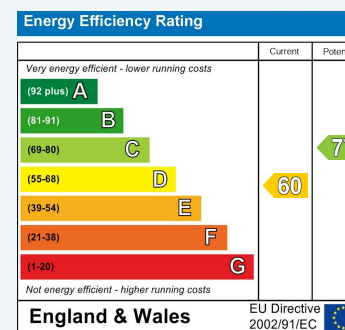 Energy Efficiency Rating
Current
Very energy efficient - lower running costs
(92 plus) A
(81-91) B
(69-80) C
(55-68) D
60
(39-54) E
(21-38) F
(1-20) G
Not energy efficient - higher running costs
England & Wales
EU Directive
2002/91/EC